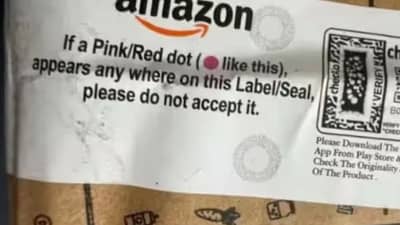 amazon
If a Pink/Red dot ( like this),
appears any where on this Label/Seal,
please do not accept it.
Please Download The
App From Play Store &
Check The Originality
Of The Product.